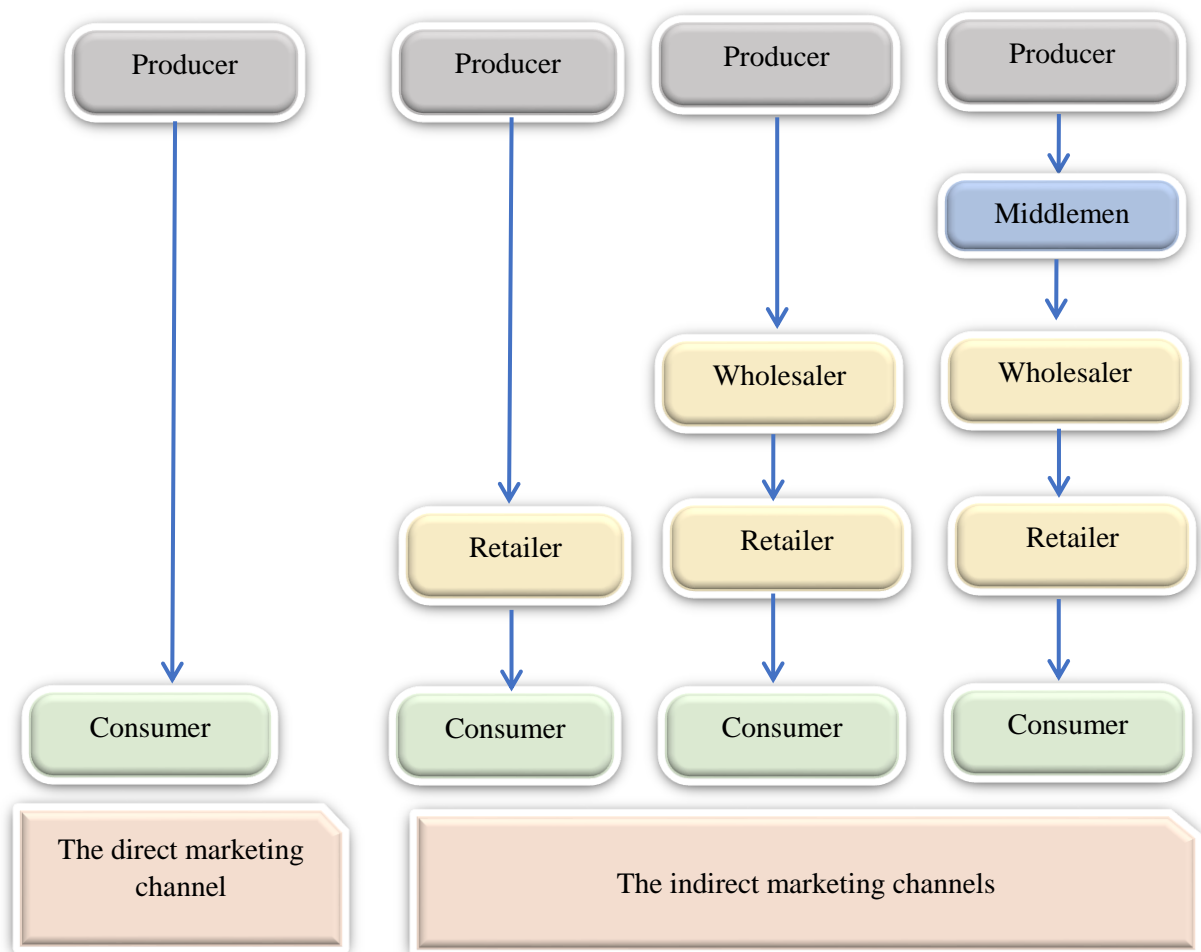 Producer
Producer
Producer
Producer
Middlemen
Wholesaler
Wholesaler
Retailer
Retailer
Retailer
Consumer
Consumer
Consumer
Consumer
The direct marketing
channel
The indirect marketing channels